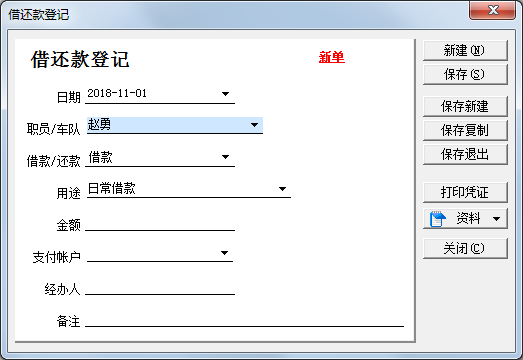 借还款登记
借还款登记
新单
日期 2018-11-01
职员/车队 赵勇
借款/还款 借款
用途 日常借款
金额
支付帐户
经办人
备注
新建(N)
保存(S)
保存新建
保存复制
保存退出
打印凭证
资料
关闭(C)